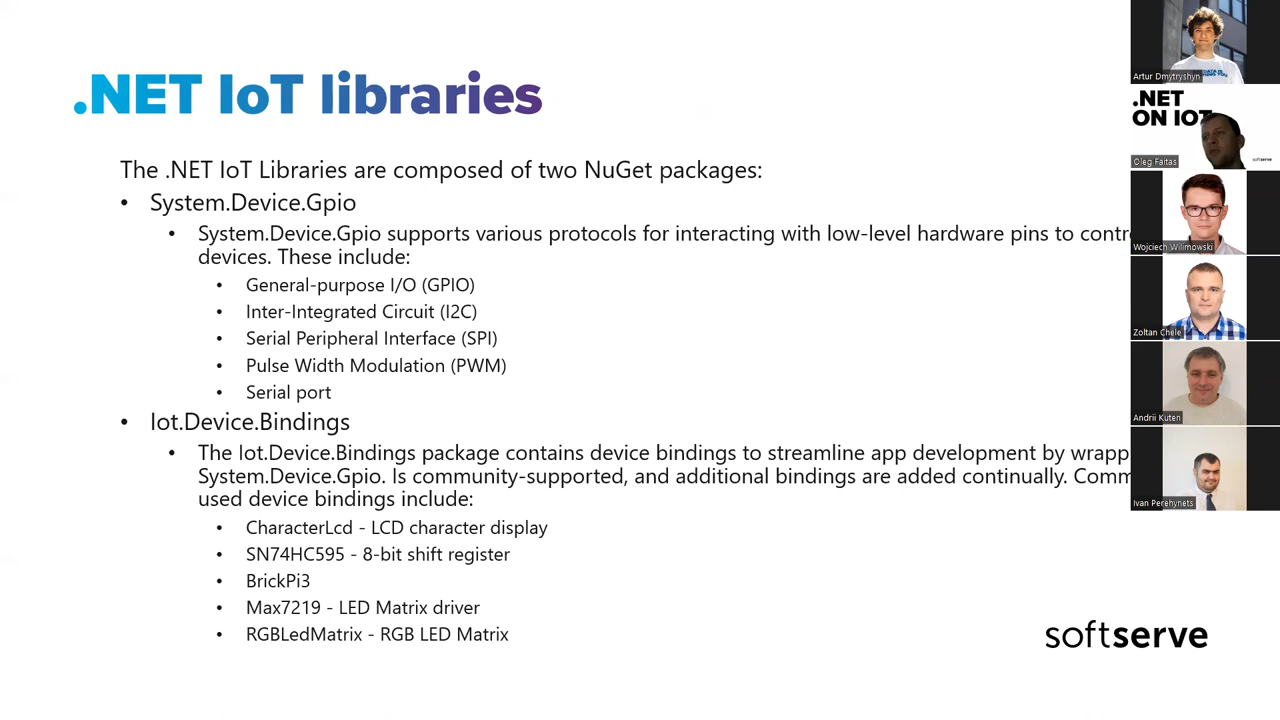 .NET IoT libraries
The .NET IoT Libraries are composed of two NuGet packages:
• System.Device.Gpio
• System.Device.Gpio supports various protocols for interacting with low-level hardware pins to contr
devices. These include:
• General-purpose I/O (GPIO)
• Inter-Integrated Circuit (I2C)
• Serial Peripheral Interface (SPI)
• Pulse Width Modulation (PWM)
• Serial port
• Iot.Device.Bindings
• The Iot.Device.Bindings package contains device bindings to streamline app development by wrapp
System.Device.Gpio. Is community-supported, and additional bindings are added continually. Comm
used device bindings include:
• CharacterLcd - LCD character display
• SN74HC595 - 8-bit shift register
• BrickPi3
• Max7219 - LED Matrix driver
• RGBLedMatrix - RGB LED Matrix
softserve
Artur Dmytryshyn
.NET
ON IOT
softserve
Oleg Faitas
Wojciech Wilimowski
Zoltan Chele
Andrii Kuten
Ivan Perehynets